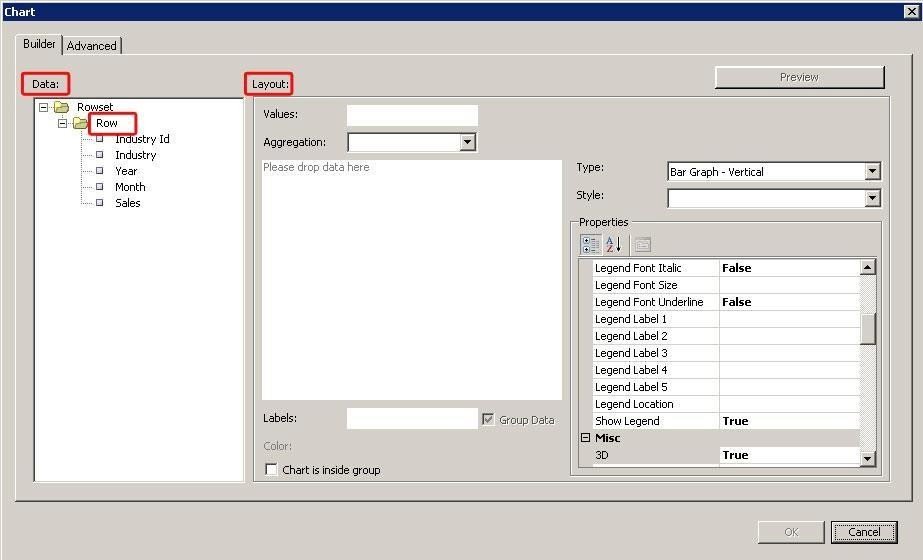 Chart
Builder
Advanced
Data:
Layout:
Preview
Rowset
Row
Industry Id
Industry
Year
Month
Sales
Values:
Aggregation:
Please drop data here
Labels:
Group Data
Color:
Chart is inside group
Type:
Bar Graph - Vertical
Style:
Properties
Legend Font Italic False
Legend Font Size
Legend Font Underline False
Legend Label 1
Legend Label 2
Legend Label 3
Legend Label 4
Legend Label 5
Legend Location
Show Legend True
Misc
3D True
OK
Cancel